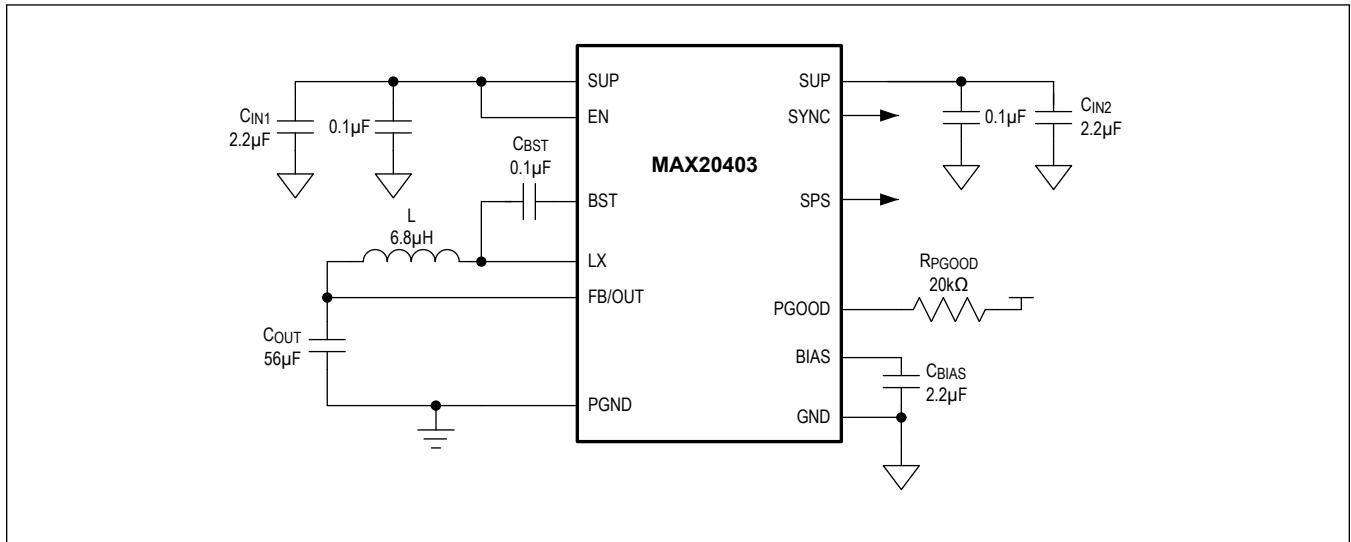 SUP
EN
CIN1
2.2µF
0.1µF
CBST
0.1µF
BST
L
6.8µH
LX
FB/OUT
COUT
56µF
PGND
MAX20403
SUP
SYNC
0.1µF
CIN2
2.2µF
SPS
RPGOOD
20kΩ
PGOOD
BIAS
CBIAS
2.2µF
GND